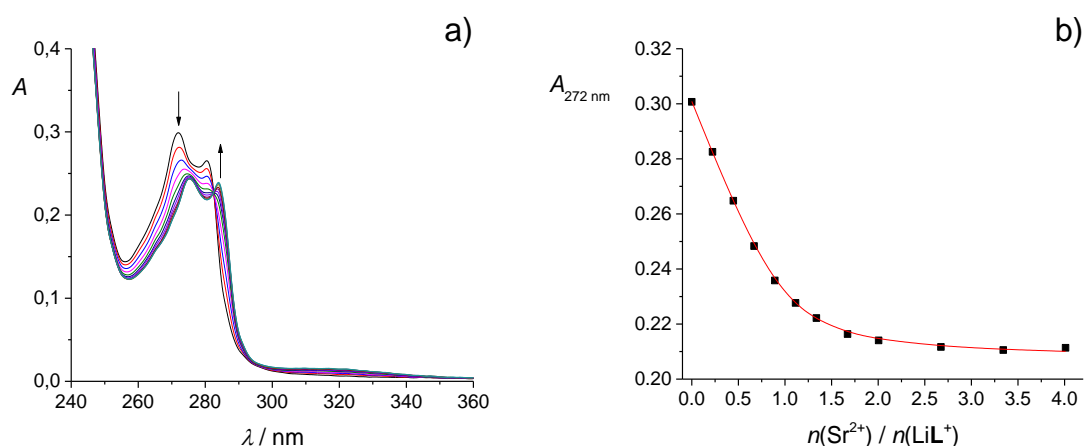 a)
A
0,4
0,3
0,2
0,1
0,0
240 260 280 300 320 340 360
λ / nm
b)
A272 nm
0.32
0.30
0.28
0.26
0.24
0.22
0.20
0.0 0.5 1.0 1.5 2.0 2.5 3.0 3.5 4.0
n(Sr²⁺) / n(LiL⁺)